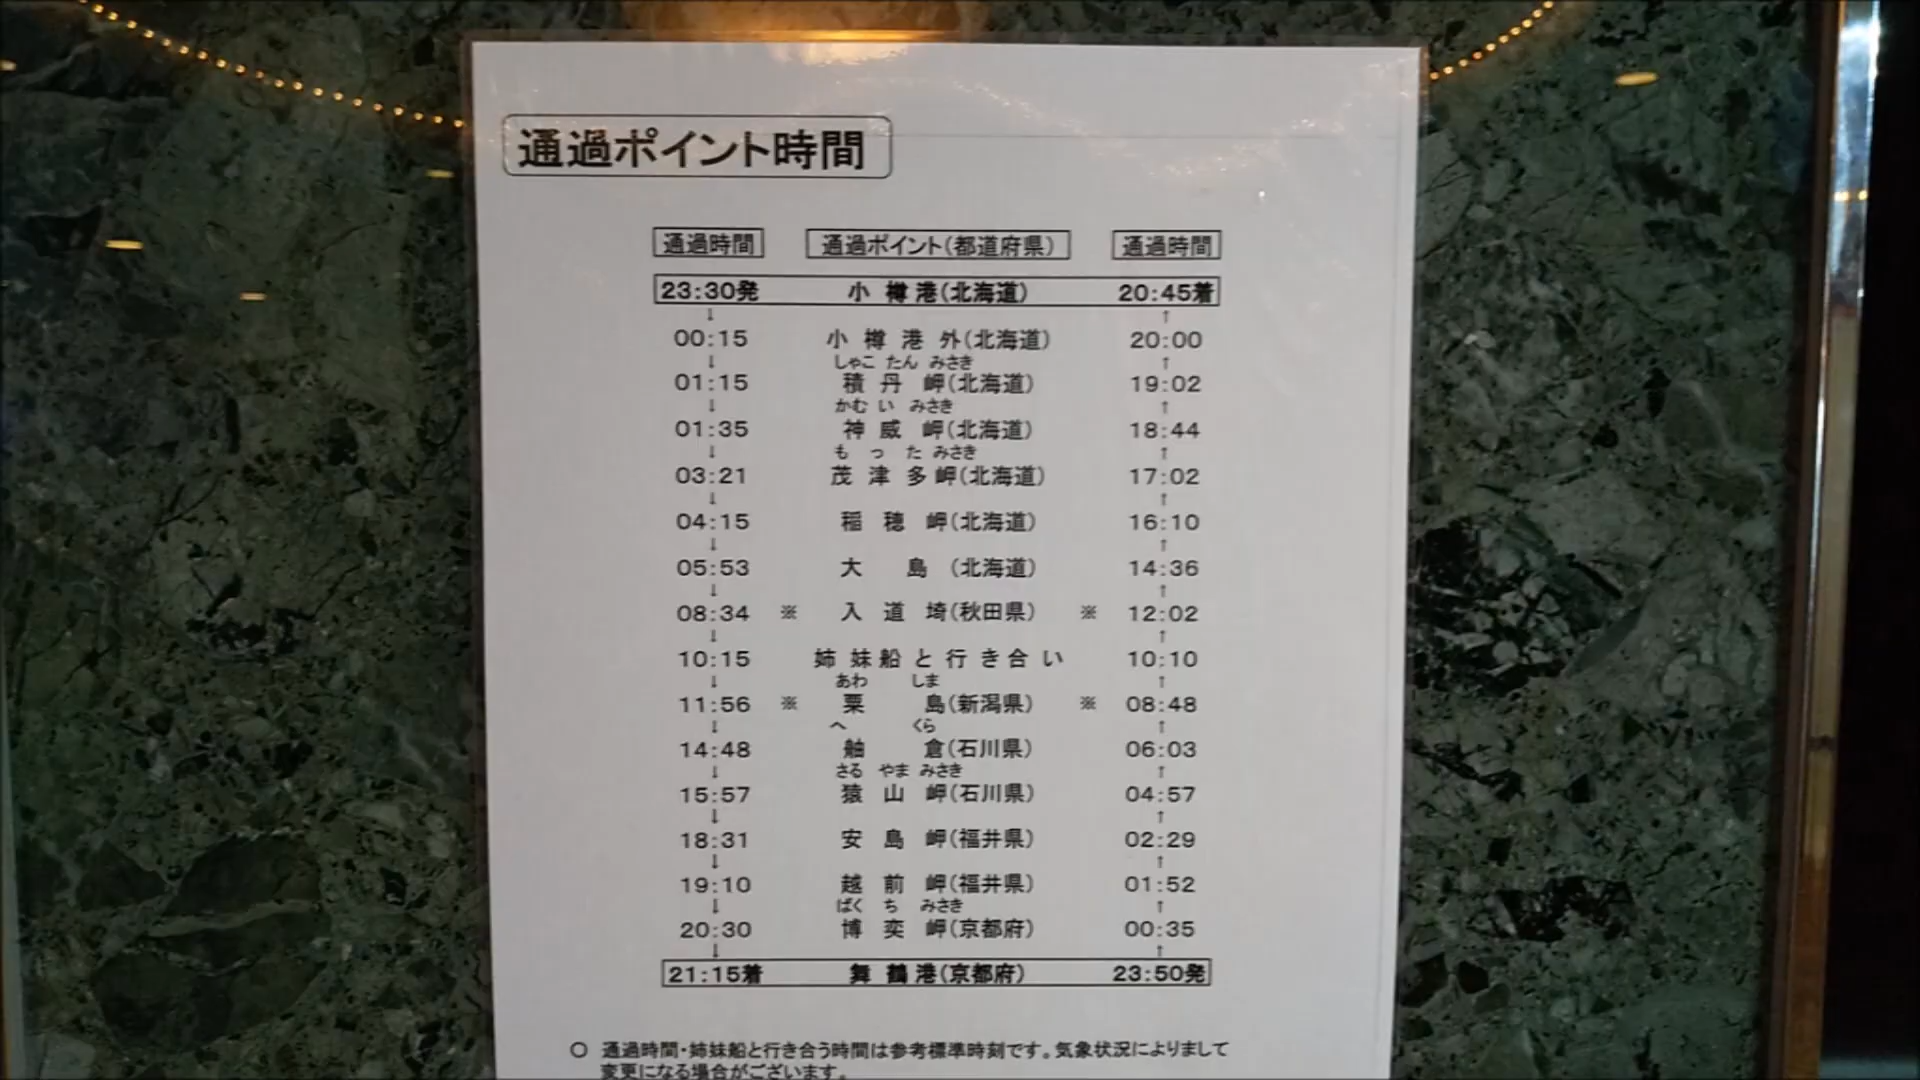 通過ポイント時間
通過時間 通過ポイント(都道府県) 通過時間
23:30発 小樽港(北海道) 20:45着
↓ ↑
00:15 小樽港外(北海道) 20:00
↓ しゃこ たん みさき ↑
01:15 積丹岬(北海道) 19:02
↓ かむ い みさき ↑
01:35 神威岬(北海道) 18:44
↓ も っ た みさき ↑
03:21 茂津多岬(北海道) 17:02
↓ ↑
04:15 稲穂岬(北海道) 16:10
↓ ↑
05:53 大島(北海道) 14:36
↓ ↑
08:34 ※ 入道埼(秋田県) ※ 12:02
↓ ↑
10:15 姉妹船と行き合い 10:10
↓ あわ しま ↑
11:56 ※ 粟島(新潟県) ※ 08:48
↓ へ くら ↑
14:48 舳倉(石川県) 06:03
↓ さる やま みさき ↑
15:57 猿山岬(石川県) 04:57
↓ ↑
18:31 安島岬(福井県) 02:29
↓ ↑
19:10 越前岬(福井県) 01:52
↓ ばく ち みさき ↑
20:30 博奕岬(京都府) 00:35
↓ ↑
21:15着 舞鶴港(京都府) 23:50発
○ 通過時間・姉妹船と行き合う時間は参考標準時刻です。気象状況によりまして
変更になる場合がございます。